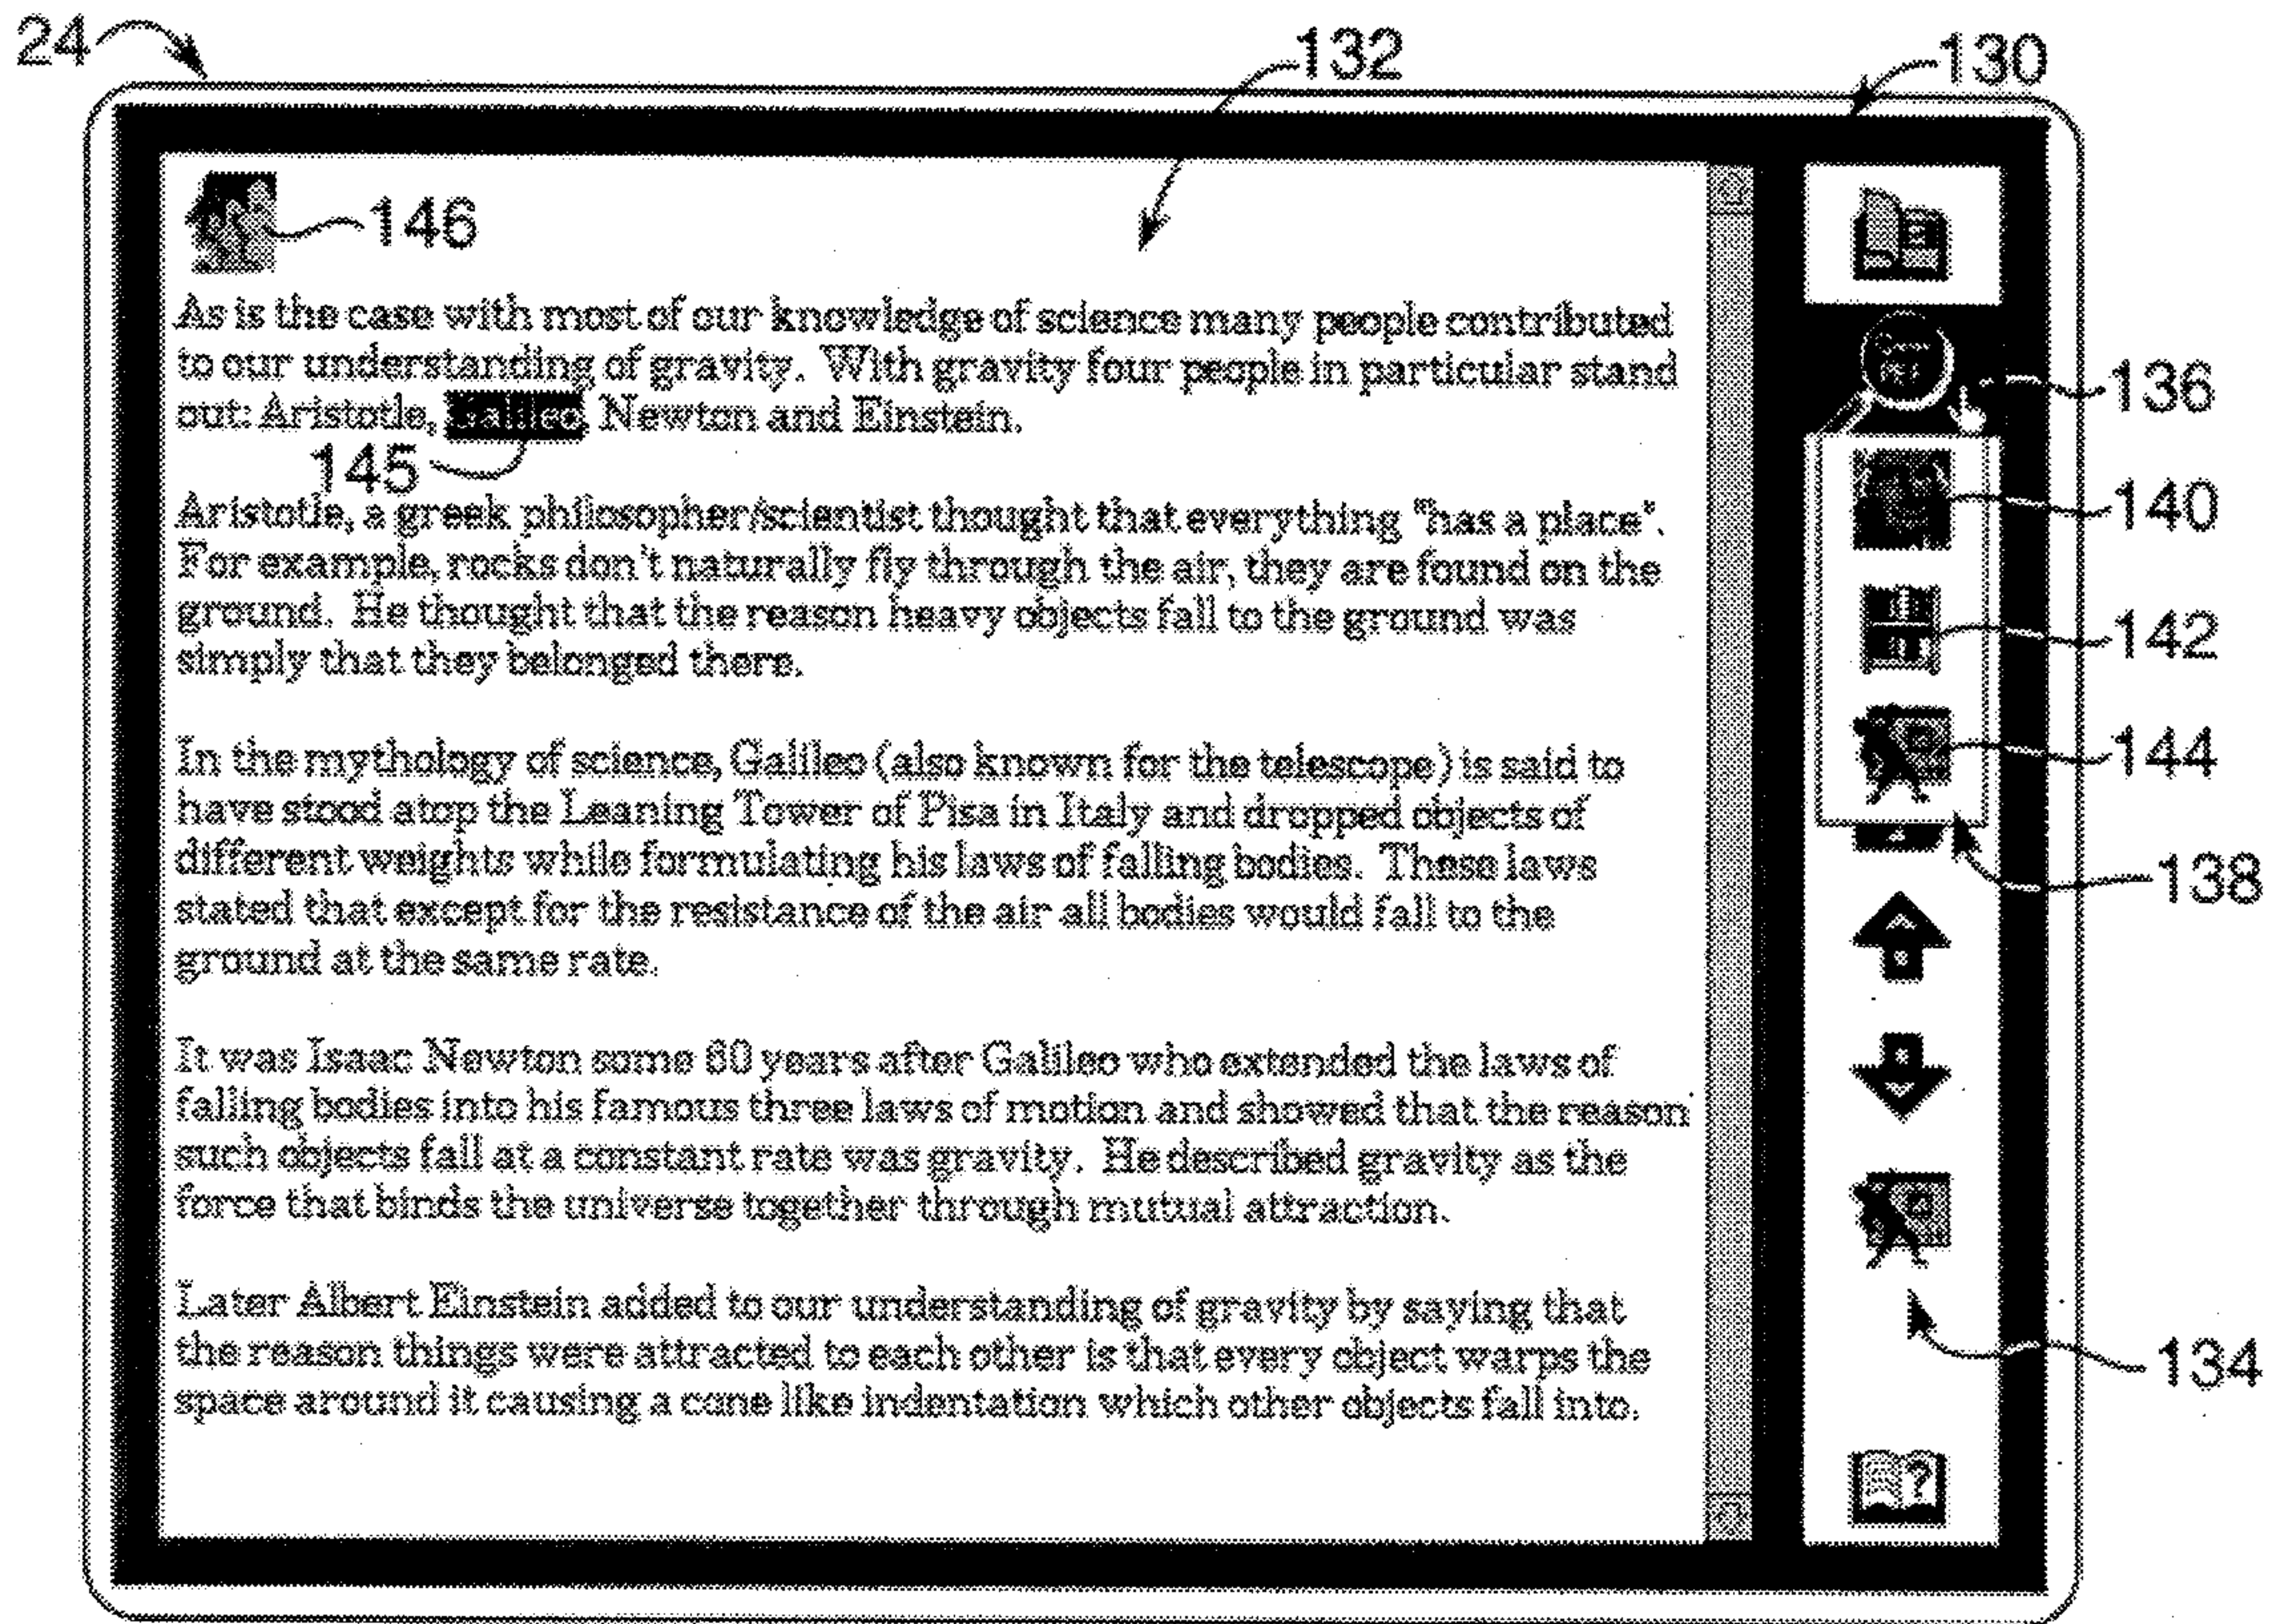 24
132
130
146
As is the case with most of our knowledge of science many people contributed
to our understanding of gravity. With gravity four people in particular stand
out: Aristotle, Galileo, Newton and Einstein.
136
145
140
Aristotle, a greek philosopher/scientist thought that everything "has a place".
For example, rocks don't naturally fly through the air, they are found on the
ground. He thought that the reason heavy objects fall to the ground was
simply that they belonged there.
142
144
In the mythology of science, Galileo (also known for the telescope) is said to
have stood atop the Leaning Tower of Pisa in Italy and dropped objects of
different weights while formulating his laws of falling bodies. These laws
stated that except for the resistance of the air all bodies would fall to the
ground at the same rate.
138
It was Isaac Newton some 60 years after Galileo who extended the laws of
falling bodies into his famous three laws of motion and showed that the reason
such objects fall at a constant rate was gravity. He described gravity as the
force that binds the universe together through mutual attraction.
Later Albert Einstein added to our understanding of gravity by saying that
the reason things were attracted to each other is that every object warps the
space around it causing a cone like indentation which other objects fall into.
134
?